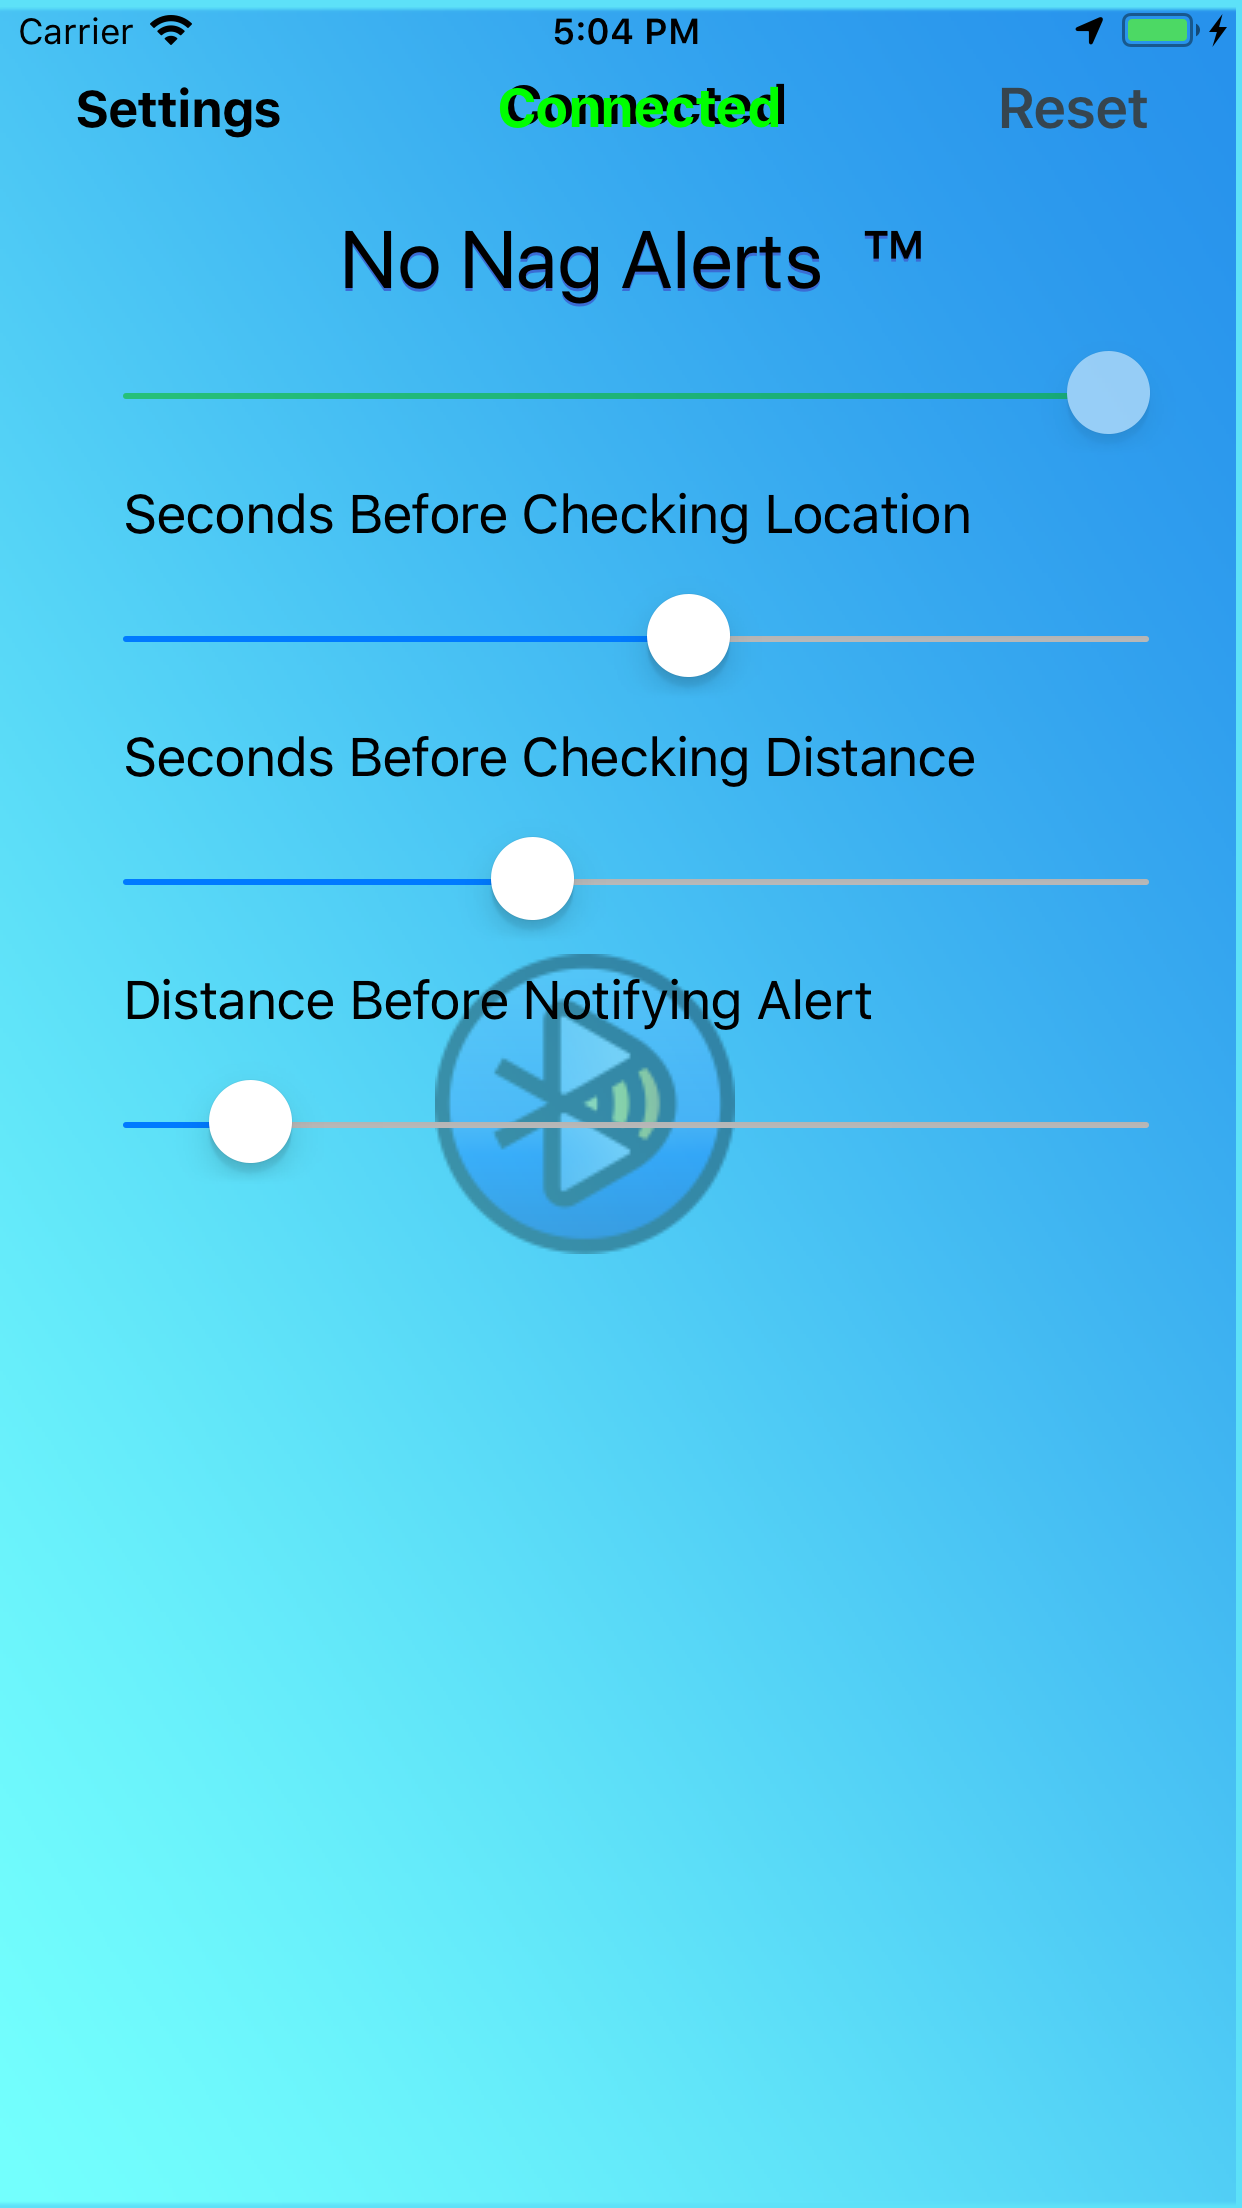 Carrier 5:04 PM
Settings Connected Reset
No Nag Alerts ™
Seconds Before Checking Location
Seconds Before Checking Distance
Distance Before Notifying Alert